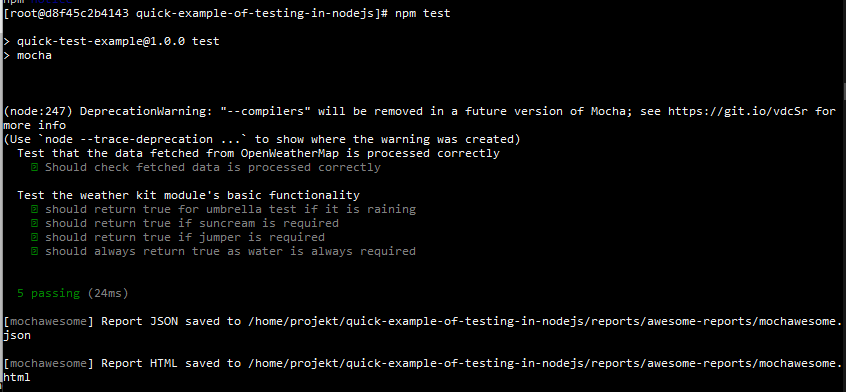 [root@d8f45c2b4143 quick-example-of-testing-in-nodejs]# npm test
> quick-test-example@1.0.0 test
> mocha
(node:247) DeprecationWarning: "--compilers" will be removed in a future version of Mocha; see https://git.io/vdcSr for
more info
(Use `node --trace-deprecation ...` to show where the warning was created)
Test that the data fetched from OpenWeatherMap is processed correctly
Should check fetched data is processed correctly
Test the weather kit module's basic functionality
should return true for umbrella test if it is raining
should return true if suncream is required
should return true if jumper is required
should always return true as water is always required
5 passing (24ms)
[mochawesome] Report JSON saved to /home/projekt/quick-example-of-testing-in-nodejs/reports/awesome-reports/mochawesome.
json
[mochawesome] Report HTML saved to /home/projekt/quick-example-of-testing-in-nodejs/reports/awesome-reports/mochawesome.
html